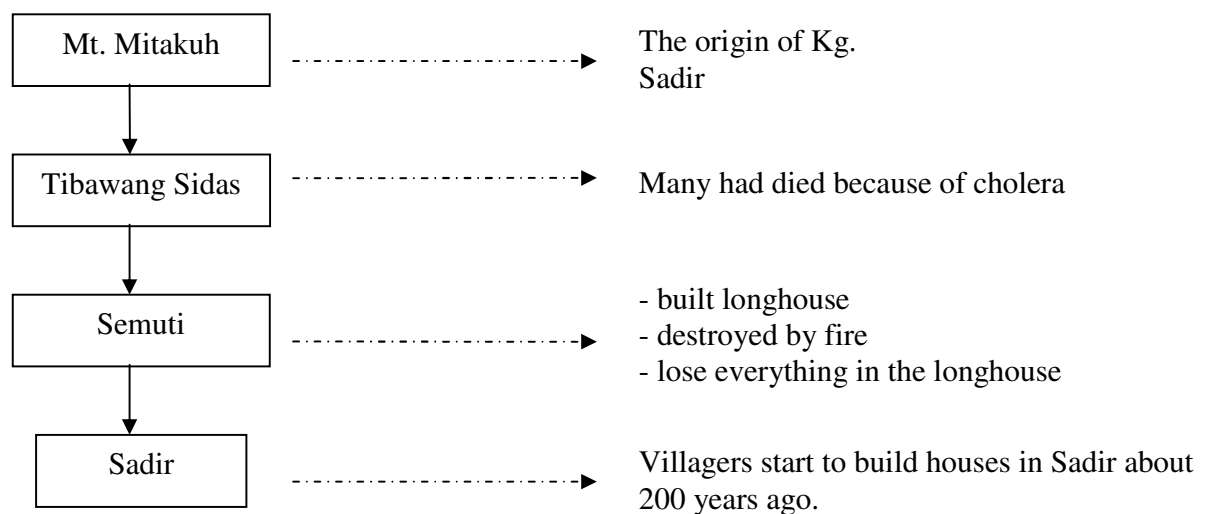 Mt. Mitakuh
The origin of Kg.
Sadir
Tibawang Sidas
Many had died because of cholera
Semuti
- built longhouse
- destroyed by fire
- lose everything in the longhouse
Sadir
Villagers start to build houses in Sadir about
200 years ago.